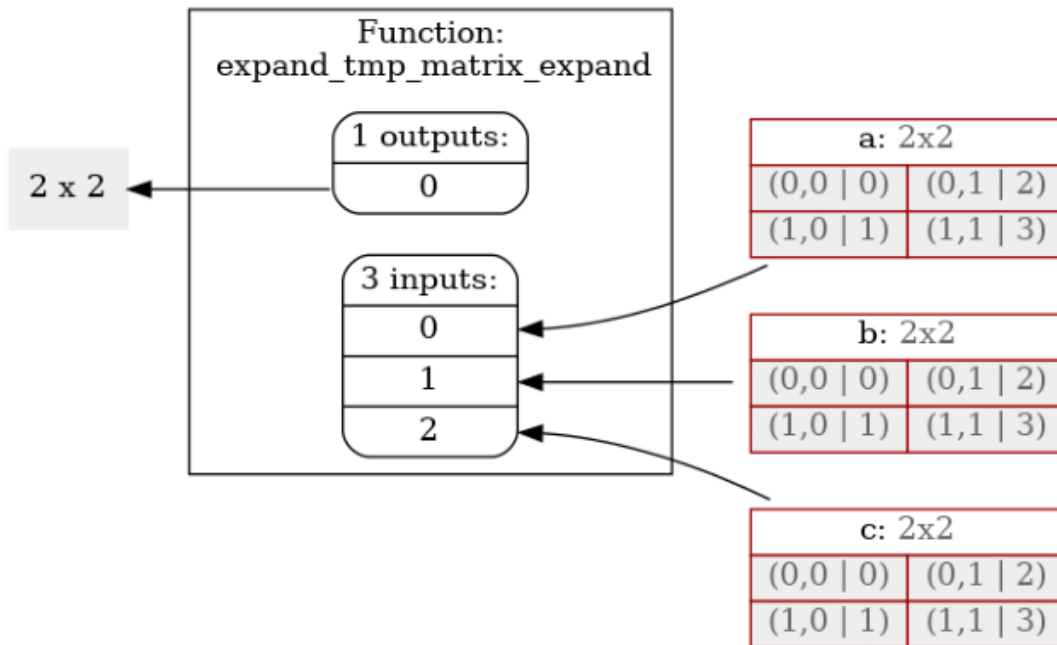 Function:
expand_tmp_matrix_expand
1 outputs:
0
2 x 2
3 inputs:
0
1
2
a: 2x2
(0,0 | 0) (0,1 | 2)
(1,0 | 1) (1,1 | 3)
b: 2x2
(0,0 | 0) (0,1 | 2)
(1,0 | 1) (1,1 | 3)
c: 2x2
(0,0 | 0) (0,1 | 2)
(1,0 | 1) (1,1 | 3)